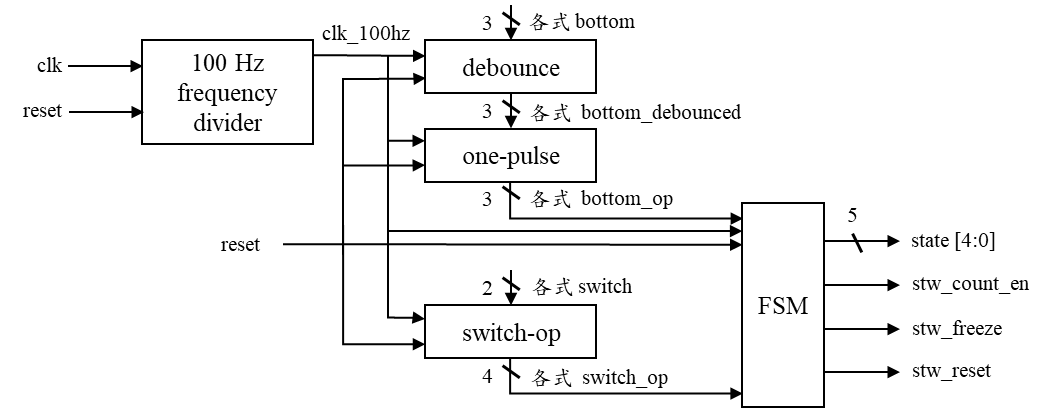 3 各式 bottom
clk_100hz
clk
100 Hz
frequency
divider
debounce
reset
3 各式 bottom_debounced
one-pulse
3 各式 bottom_op
5
reset
state [4:0]
2 各式 switch
stw_count_en
FSM
switch-op
stw_freeze
4 各式 switch_op
stw_reset